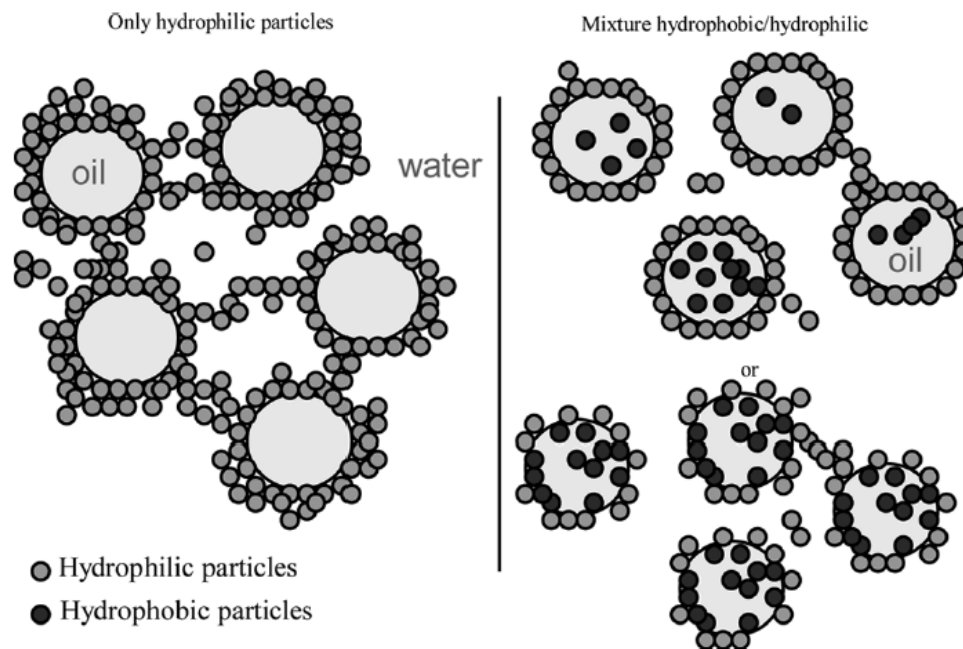 Only hydrophilic particles
Mixture hydrophobic/hydrophilic
oil
water
oil
or
Hydrophilic particles
Hydrophobic particles